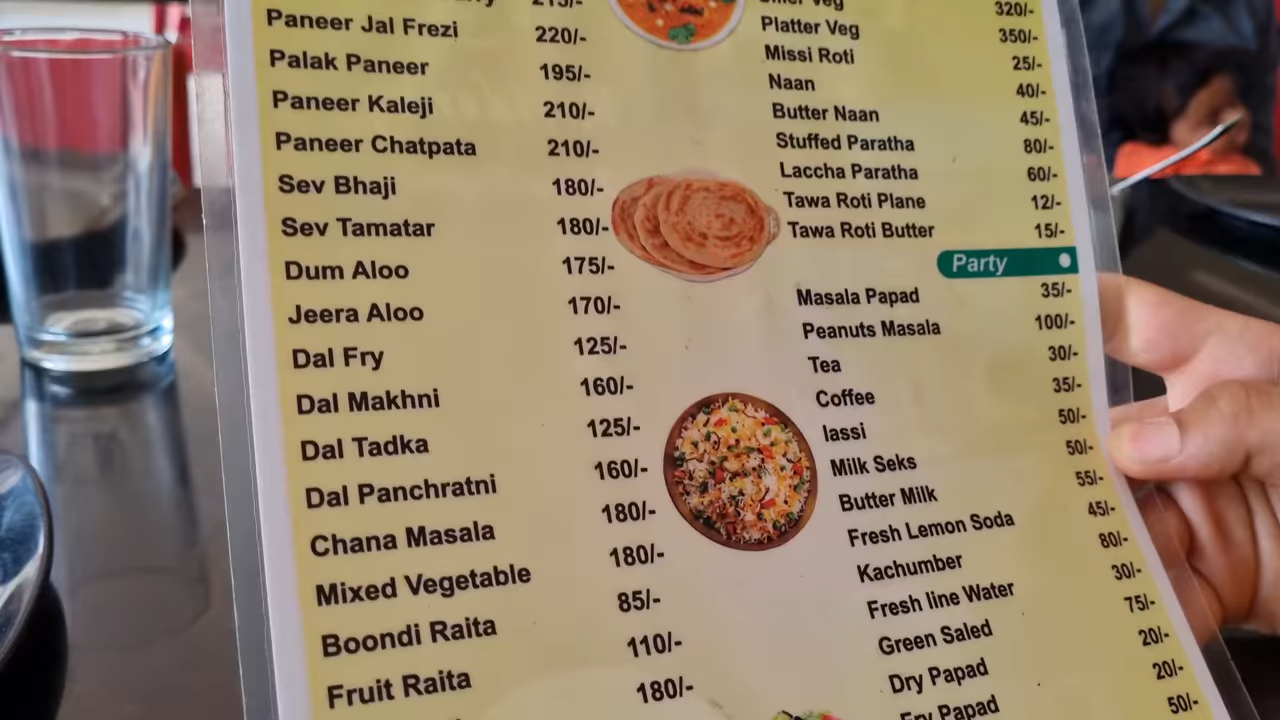 Paneer Jal Frezi 220/-
Palak Paneer 195/-
Paneer Kaleji 210/-
Paneer Chatpata 210/-
Sev Bhaji 180/-
Sev Tamatar 180/-
Dum Aloo 175/-
Jeera Aloo 170/-
Dal Fry 125/-
Dal Makhni 160/-
Dal Tadka 125/-
Dal Panchratni 160/-
Chana Masala 180/-
Mixed Vegetable 180/-
Boondi Raita 85/-
Fruit Raita 110/-
180/-
Veg 320/-
Platter Veg 350/-
Missi Roti 25/-
Naan 40/-
Butter Naan 45/-
Stuffed Paratha 80/-
Laccha Paratha 60/-
Tawa Roti Plane 12/-
Tawa Roti Butter 15/-
Party
Masala Papad 35/-
Peanuts Masala 100/-
Tea 30/-
Coffee 35/-
lassi 50/-
Milk Seks 50/-
Butter Milk 55/-
Fresh Lemon Soda 45/-
Kachumber 80/-
Fresh line Water 30/-
Green Saled 75/-
Dry Papad 20/-
Fry Papad 20/-
50/-